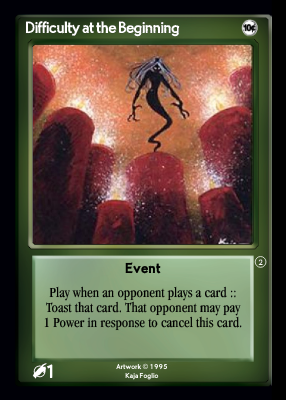 Difficulty at the Beginning
10¢
2
Event
Play when an opponent plays a card ::
Toast that card. That opponent may pay
1 Power in response to cancel this card.
1
Artwork © 1995
Kaja Foglio